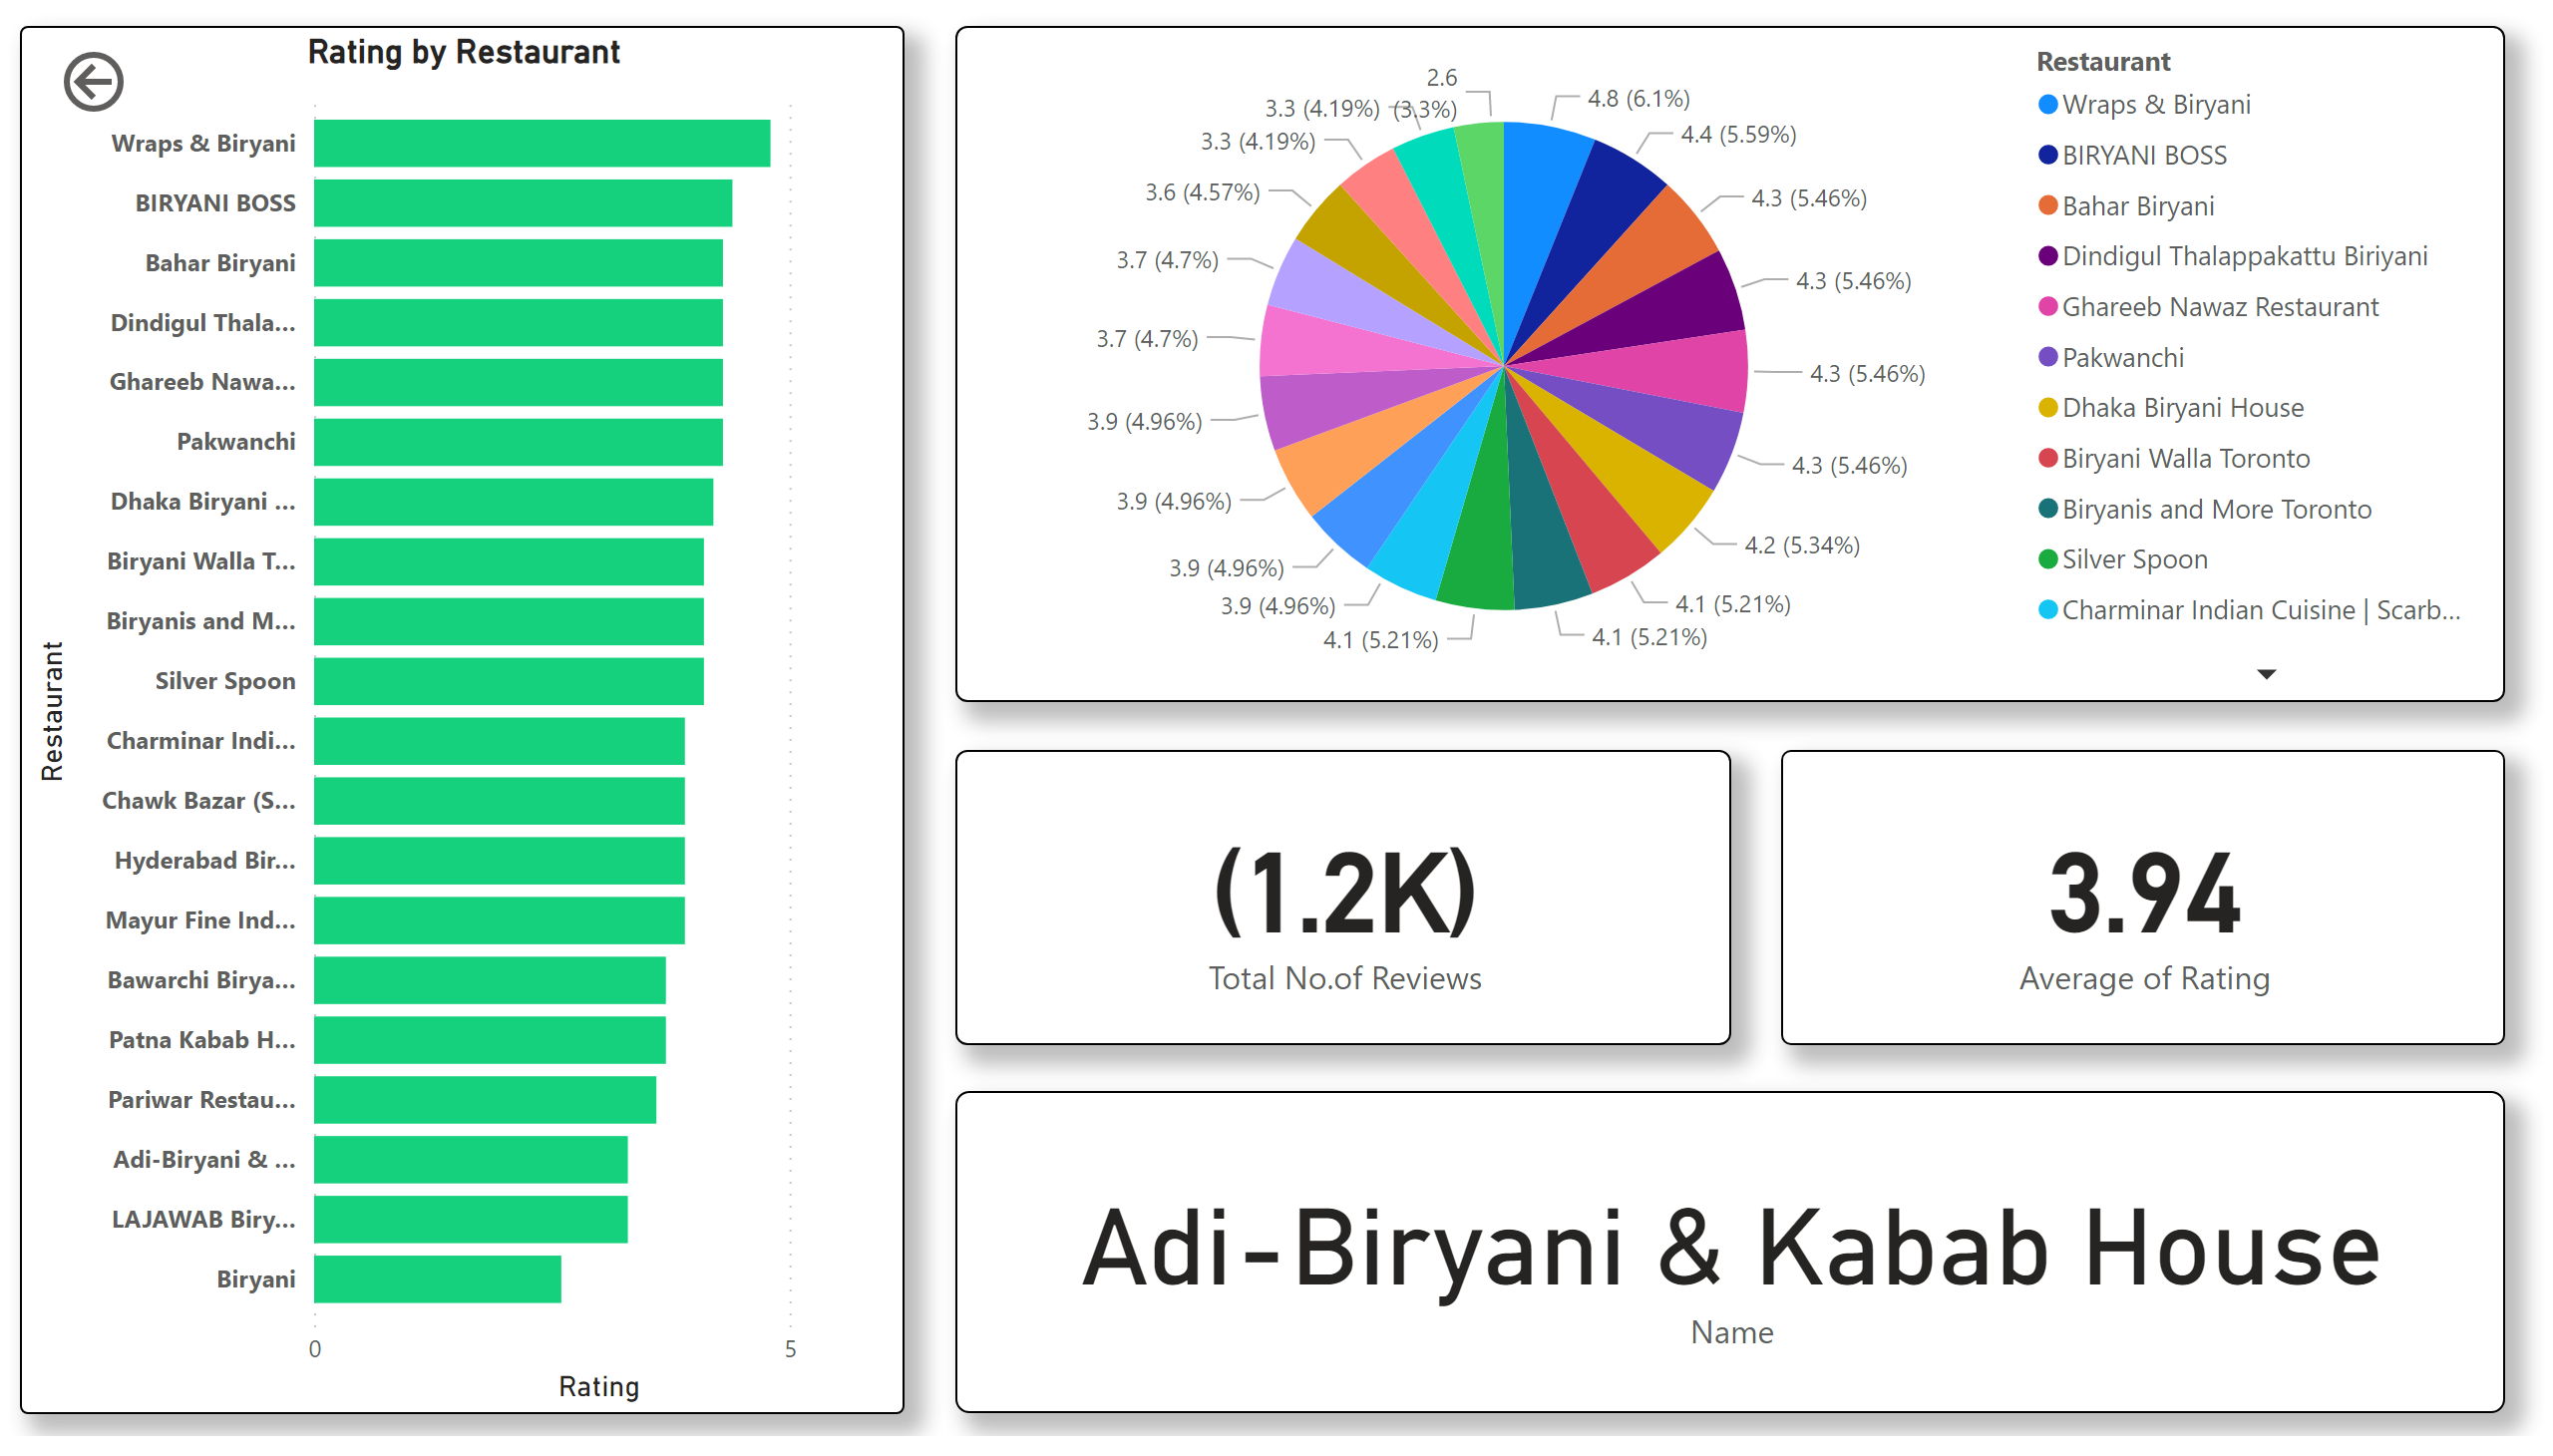 Rating by Restaurant
Restaurant
Wraps & Biryani
BIRYANI BOSS
Bahar Biryani
Dindigul Thala...
Ghareeb Nawa...
Pakwanchi
Dhaka Biryani ...
Biryani Walla T...
Biryanis and M...
Silver Spoon
Charminar Indi...
Chawk Bazar (S...
Hyderabad Bir...
Mayur Fine Ind...
Bawarchi Birya...
Patna Kabab H...
Pariwar Restau...
Adi-Biryani & ...
LAJAWAB Biry...
Biryani
0 5
Rating
4.8 (6.1%)
4.4 (5.59%)
4.3 (5.46%)
4.3 (5.46%)
4.3 (5.46%)
4.3 (5.46%)
4.2 (5.34%)
4.1 (5.21%)
4.1 (5.21%)
4.1 (5.21%)
3.9 (4.96%)
3.9 (4.96%)
3.9 (4.96%)
3.9 (4.96%)
3.7 (4.7%)
3.7 (4.7%)
3.6 (4.57%)
3.3 (4.19%)
3.3 (4.19%)
2.6
(3.3%)
Restaurant
Wraps & Biryani
BIRYANI BOSS
Bahar Biryani
Dindigul Thalappakattu Biriyani
Ghareeb Nawaz Restaurant
Pakwanchi
Dhaka Biryani House
Biryani Walla Toronto
Biryanis and More Toronto
Silver Spoon
Charminar Indian Cuisine | Scarb...
(1.2K)
Total No.of Reviews
3.94
Average of Rating
Adi-Biryani & Kabab House
Name